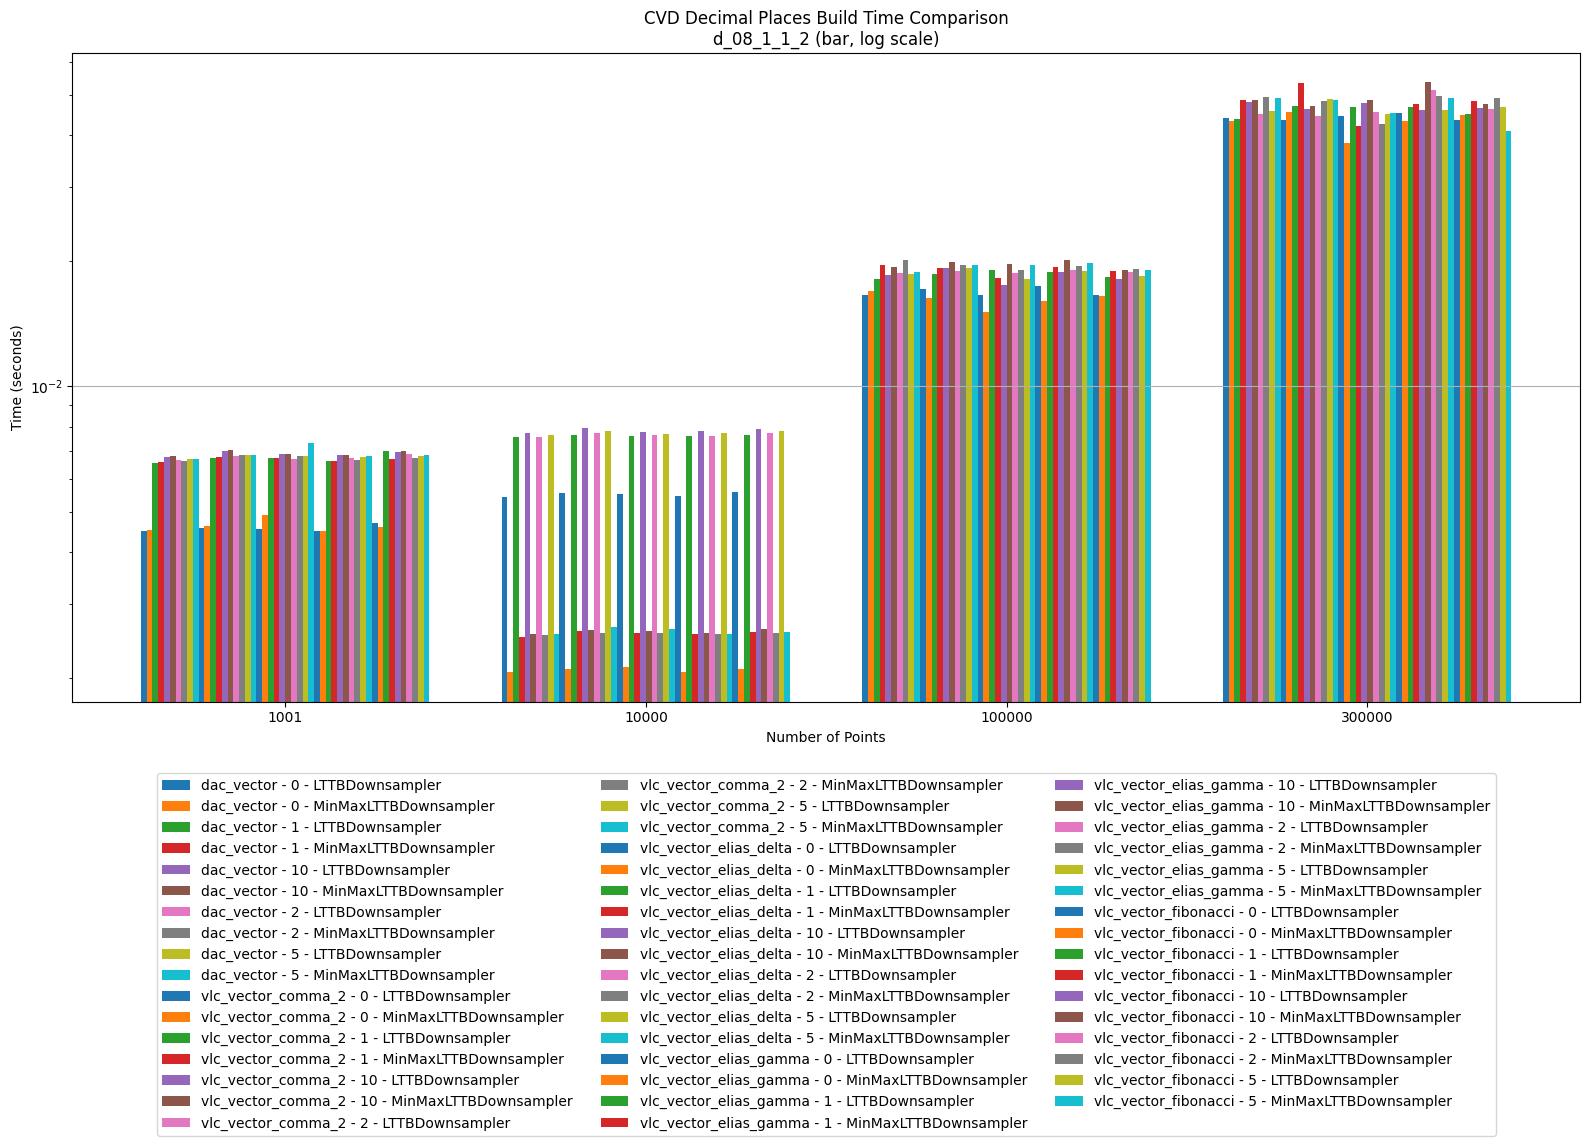 CVD Decimal Places Build Time Comparison
d_08_1_1_2 (bar, log scale)
Time (seconds)
10⁻²
1001 10000 100000 300000
Number of Points
dac_vector - 0 - LTTBDownsampler
dac_vector - 0 - MinMaxLTTBDownsampler
dac_vector - 1 - LTTBDownsampler
dac_vector - 1 - MinMaxLTTBDownsampler
dac_vector - 10 - LTTBDownsampler
dac_vector - 10 - MinMaxLTTBDownsampler
dac_vector - 2 - LTTBDownsampler
dac_vector - 2 - MinMaxLTTBDownsampler
dac_vector - 5 - LTTBDownsampler
dac_vector - 5 - MinMaxLTTBDownsampler
vlc_vector_comma_2 - 0 - LTTBDownsampler
vlc_vector_comma_2 - 0 - MinMaxLTTBDownsampler
vlc_vector_comma_2 - 1 - LTTBDownsampler
vlc_vector_comma_2 - 1 - MinMaxLTTBDownsampler
vlc_vector_comma_2 - 10 - LTTBDownsampler
vlc_vector_comma_2 - 10 - MinMaxLTTBDownsampler
vlc_vector_comma_2 - 2 - LTTBDownsampler
vlc_vector_comma_2 - 2 - MinMaxLTTBDownsampler
vlc_vector_comma_2 - 5 - LTTBDownsampler
vlc_vector_comma_2 - 5 - MinMaxLTTBDownsampler
vlc_vector_elias_delta - 0 - LTTBDownsampler
vlc_vector_elias_delta - 0 - MinMaxLTTBDownsampler
vlc_vector_elias_delta - 1 - LTTBDownsampler
vlc_vector_elias_delta - 1 - MinMaxLTTBDownsampler
vlc_vector_elias_delta - 10 - LTTBDownsampler
vlc_vector_elias_delta - 10 - MinMaxLTTBDownsampler
vlc_vector_elias_delta - 2 - LTTBDownsampler
vlc_vector_elias_delta - 2 - MinMaxLTTBDownsampler
vlc_vector_elias_delta - 5 - LTTBDownsampler
vlc_vector_elias_delta - 5 - MinMaxLTTBDownsampler
vlc_vector_elias_gamma - 0 - LTTBDownsampler
vlc_vector_elias_gamma - 0 - MinMaxLTTBDownsampler
vlc_vector_elias_gamma - 1 - LTTBDownsampler
vlc_vector_elias_gamma - 1 - MinMaxLTTBDownsampler
vlc_vector_elias_gamma - 10 - LTTBDownsampler
vlc_vector_elias_gamma - 10 - MinMaxLTTBDownsampler
vlc_vector_elias_gamma - 2 - LTTBDownsampler
vlc_vector_elias_gamma - 2 - MinMaxLTTBDownsampler
vlc_vector_elias_gamma - 5 - LTTBDownsampler
vlc_vector_elias_gamma - 5 - MinMaxLTTBDownsampler
vlc_vector_fibonacci - 0 - LTTBDownsampler
vlc_vector_fibonacci - 0 - MinMaxLTTBDownsampler
vlc_vector_fibonacci - 1 - LTTBDownsampler
vlc_vector_fibonacci - 1 - MinMaxLTTBDownsampler
vlc_vector_fibonacci - 10 - LTTBDownsampler
vlc_vector_fibonacci - 10 - MinMaxLTTBDownsampler
vlc_vector_fibonacci - 2 - LTTBDownsampler
vlc_vector_fibonacci - 2 - MinMaxLTTBDownsampler
vlc_vector_fibonacci - 5 - LTTBDownsampler
vlc_vector_fibonacci - 5 - MinMaxLTTBDownsampler